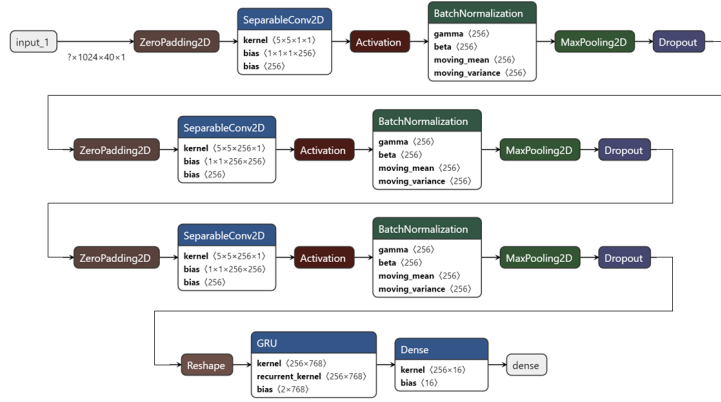 input_1
?×1024×40×1
ZeroPadding2D
SeparableConv2D
kernel ⟨5×5×1×1⟩
bias ⟨1×1×1×256⟩
bias ⟨256⟩
Activation
BatchNormalization
gamma ⟨256⟩
beta ⟨256⟩
moving_mean ⟨256⟩
moving_variance ⟨256⟩
MaxPooling2D
Dropout
ZeroPadding2D
SeparableConv2D
kernel ⟨5×5×256×1⟩
bias ⟨1×1×256×256⟩
bias ⟨256⟩
Activation
BatchNormalization
gamma ⟨256⟩
beta ⟨256⟩
moving_mean ⟨256⟩
moving_variance ⟨256⟩
MaxPooling2D
Dropout
ZeroPadding2D
SeparableConv2D
kernel ⟨5×5×256×1⟩
bias ⟨1×1×256×256⟩
bias ⟨256⟩
Activation
BatchNormalization
gamma ⟨256⟩
beta ⟨256⟩
moving_mean ⟨256⟩
moving_variance ⟨256⟩
MaxPooling2D
Dropout
Reshape
GRU
kernel ⟨256×768⟩
recurrent_kernel ⟨256×768⟩
bias ⟨2×768⟩
Dense
kernel ⟨256×16⟩
bias ⟨16⟩
dense